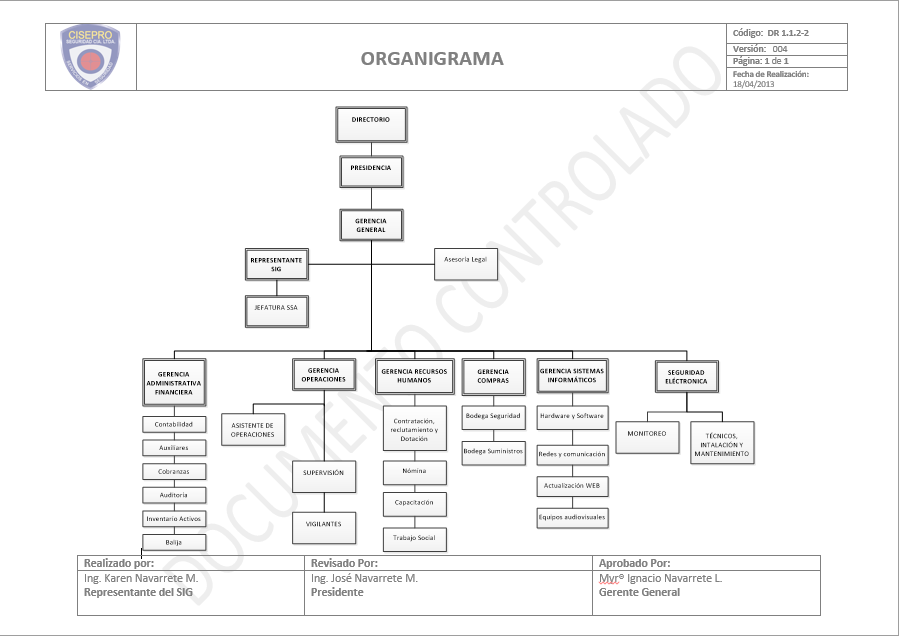 CISEPRO
SEGURIDAD CIA. LTDA.
ORGANIGRAMA
Código: DR 1.1.2-2
Versión: 004
Página: 1 de 1
Fecha de Realización:
18/04/2013
DOCUMENTO CONTROLADO
DIRECTORIO
PRESIDENCIA
GERENCIA
GENERAL
REPRESENTANTE
SIG
Asesoría Legal
JEFATURA SSA
GERENCIA
ADMINISTRATIVA
FINANCIERA
Contabilidad
Auxiliares
Cobranzas
Auditoría
Inventario Activos
Balija
GERENCIA
OPERACIONES
ASISTENTE DE
OPERACIONES
SUPERVISIÓN
VIGILANTES
GERENCIA RECURSOS
HUMANOS
Contratación,
reclutamiento y
Dotación
Nómina
Capacitación
Trabajo Social
GERENCIA
COMPRAS
Bodega Seguridad
Bodega Suministros
GERENCIA SISTEMAS
INFORMÁTICOS
Hardware y Software
Redes y comunicación
Actualización WEB
Equipos audiovisuales
SEGURIDAD
ELÉCTRONICA
MONITOREO
TÉCNICOS,
INTALACIÓN Y
MANTENIMIENTO
Realizado por:
Ing. Karen Navarrete M.
Representante del SIG
Revisado Por:
Ing. José Navarrete M.
Presidente
Aprobado Por:
Myr® Ignacio Navarrete L.
Gerente General